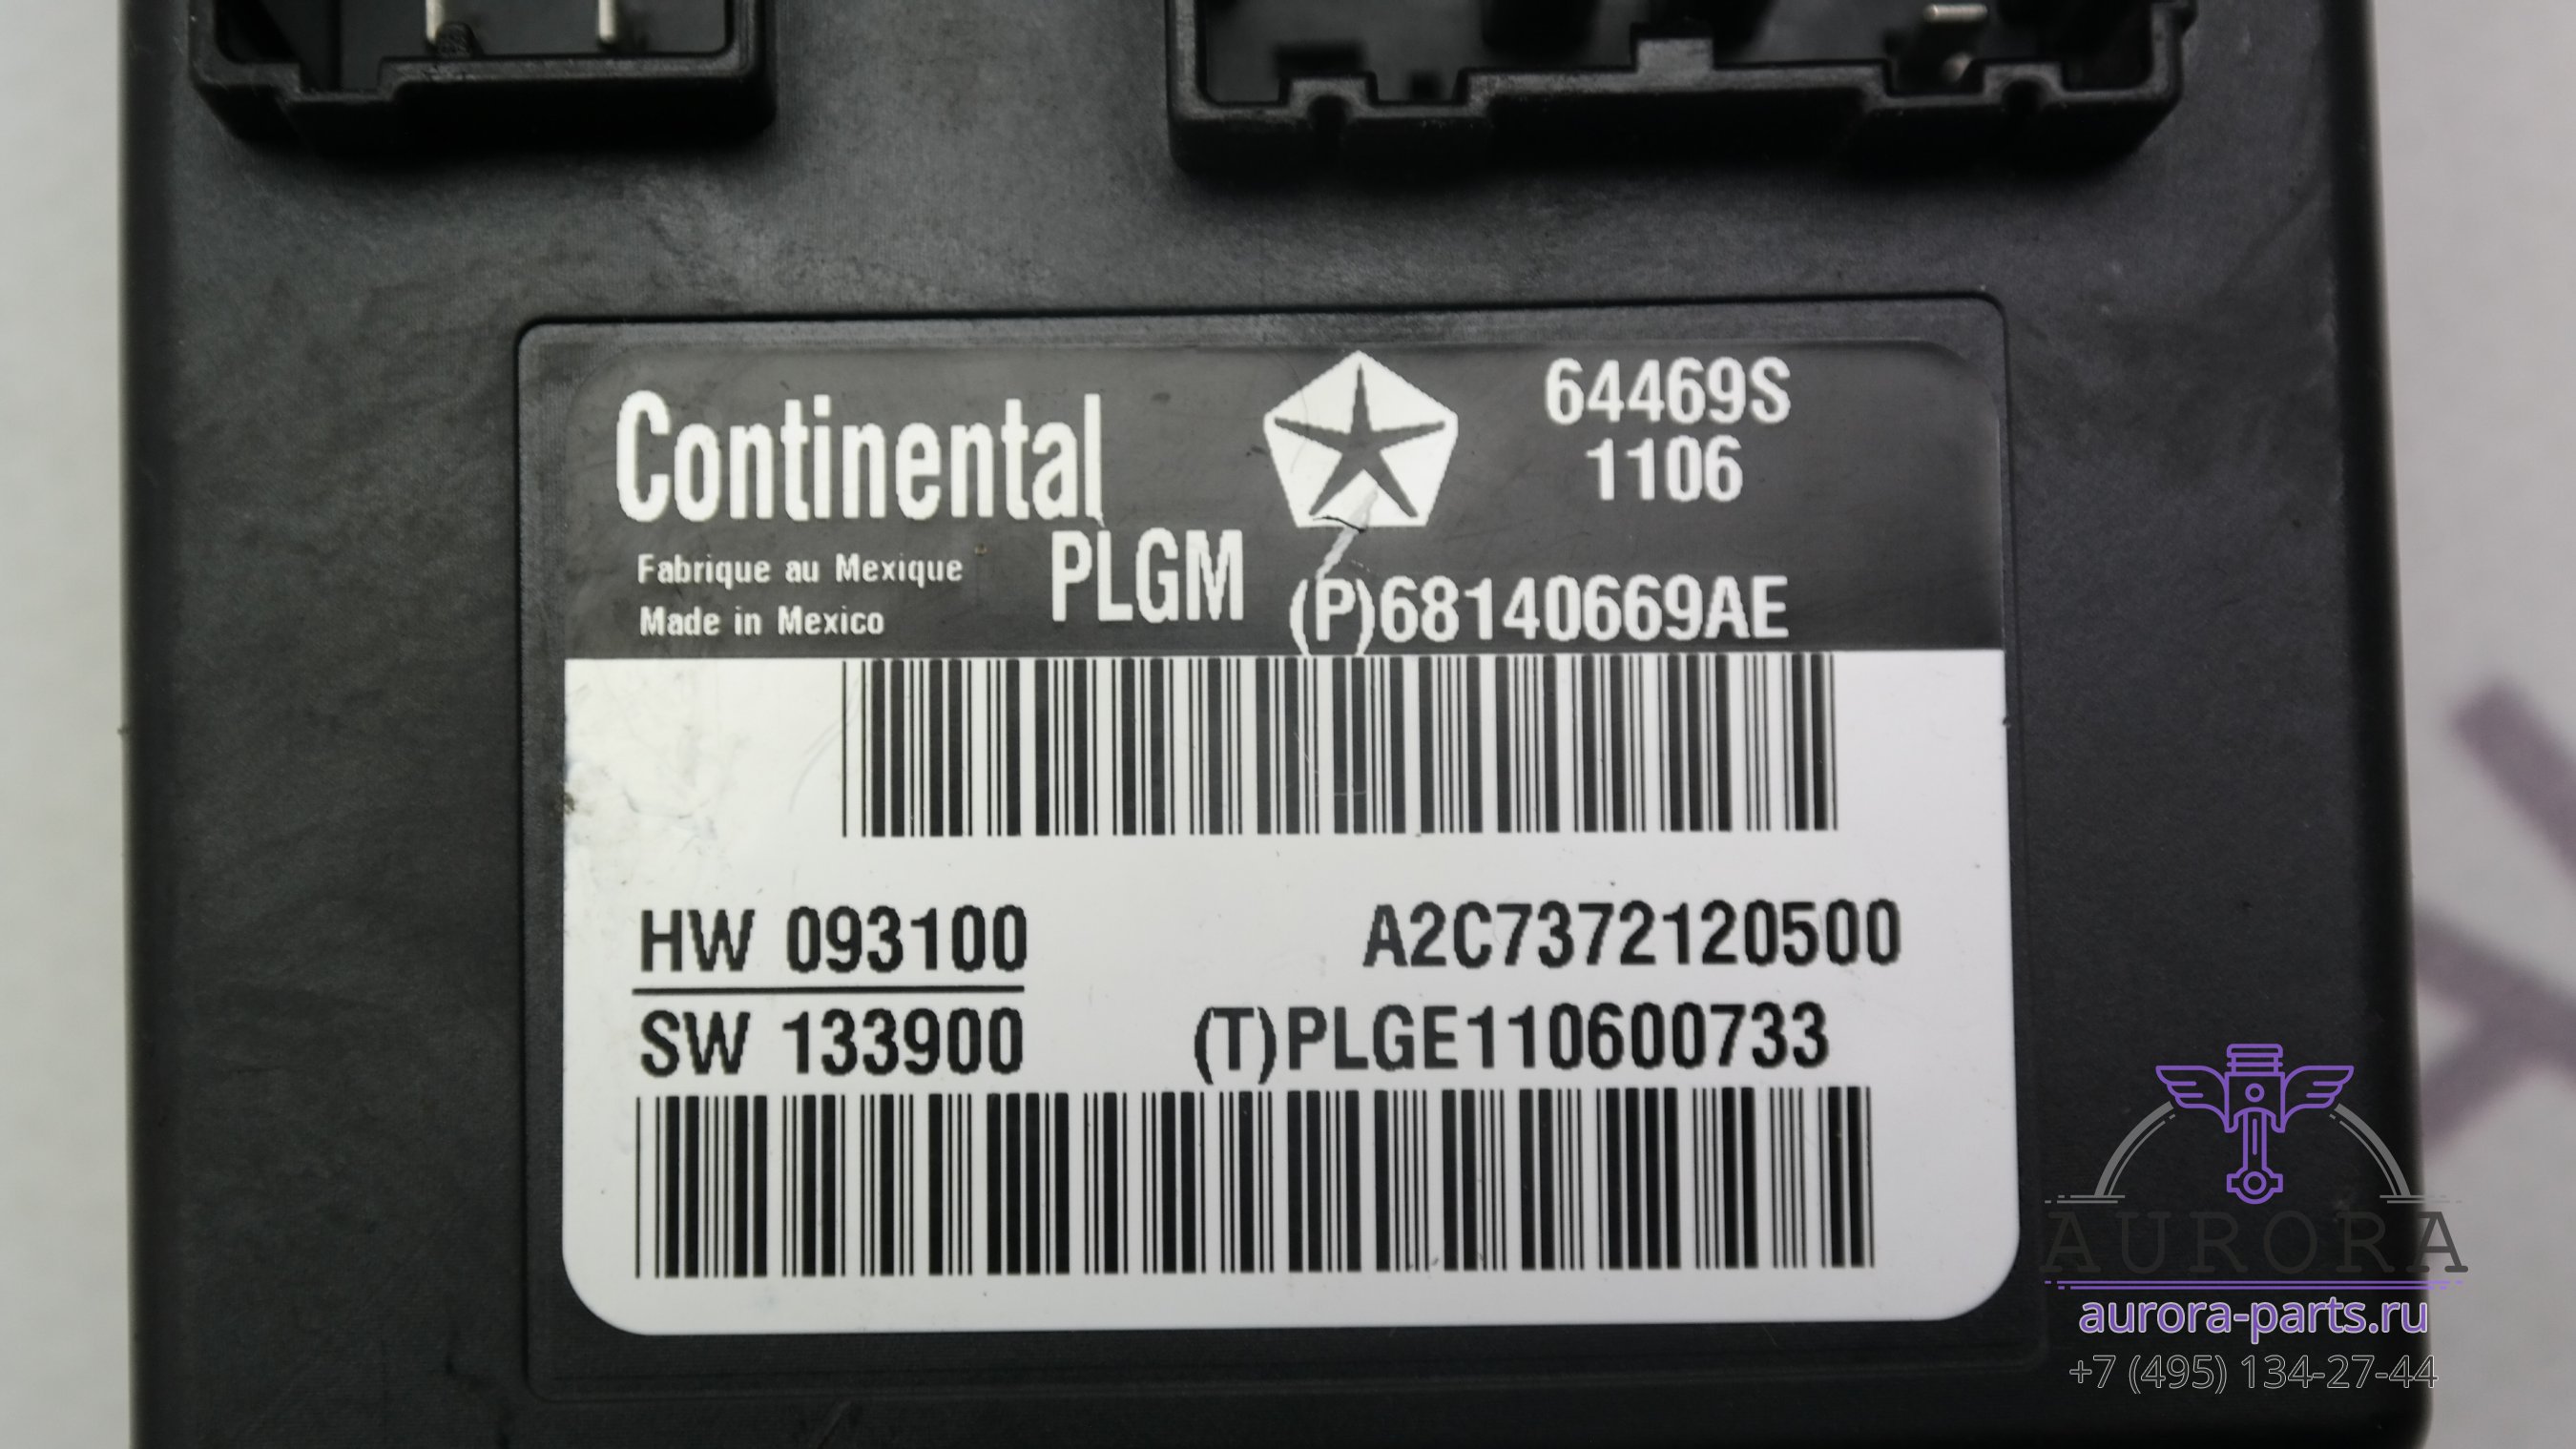 Continental
64469S
1106
Fabrique au Mexique
Made in Mexico
PLGM
(P)68140669AE
HW 093100
A2C7372120500
SW 133900
(T)PLGE110600733
AURORA
aurora-parts.ru
+7 (495) 134-27-44